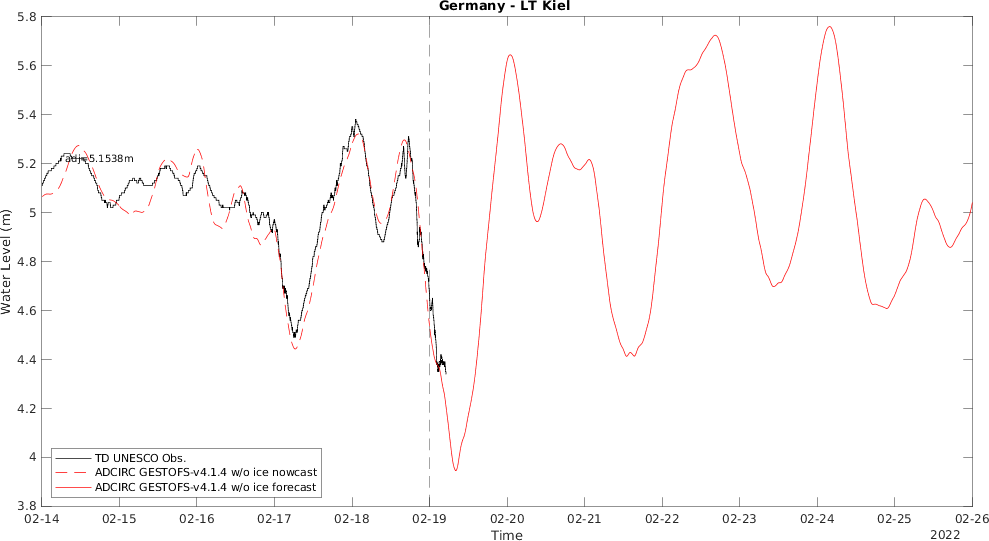 Germany - LT Kiel
5.8
5.6
5.4
5.2
5
4.8
4.6
4.4
4.2
4
3.8
Water Level (m)
adj=5.1538m
TD UNESCO Obs.
ADCIRC GESTOFS-v4.1.4 w/o ice nowcast
ADCIRC GESTOFS-v4.1.4 w/o ice forecast
02-14 02-15 02-16 02-17 02-18 02-19 02-20 02-21 02-22 02-23 02-24 02-25 02-26
Time
2022